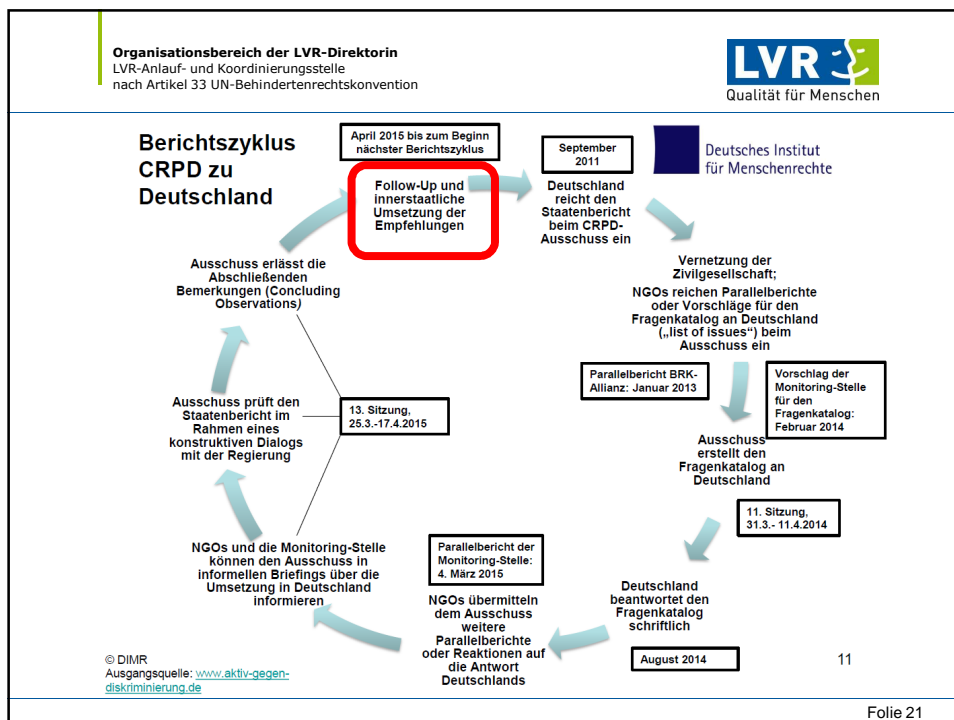 Organisationsbereich der LVR-Direktorin
LVR-Anlauf- und Koordinierungsstelle
nach Artikel 33 UN-Behindertenrechtskonvention
LVR
Qualität für Menschen
Berichtszyklus
CRPD zu
Deutschland
April 2015 bis zum Beginn
nächster Berichtszyklus
Follow-Up und
innerstaatliche
Umsetzung der
Empfehlungen
September
2011
Deutschland
reicht den
Staatenbericht
beim CRPD-
Ausschuss ein
Deutsches Institut
für Menschenrechte
Vernetzung der
Zivilgesellschaft;
NGOs reichen Parallelberichte
oder Vorschläge für den
Fragenkatalog an Deutschland
(„list of issues“) beim
Ausschuss ein
Parallelbericht BRK-
Allianz: Januar 2013
Vorschlag der
Monitoring-Stelle
für den
Fragenkatalog:
Februar 2014
Ausschuss
erstellt den
Fragenkatalog an
Deutschland
11. Sitzung,
31.3.- 11.4.2014
Deutschland
beantwortet den
Fragenkatalog
schriftlich
August 2014
Parallelbericht der
Monitoring-Stelle:
4. März 2015
NGOs übermitteln
dem Ausschuss
weitere
Parallelberichte
oder Reaktionen auf
die Antwort
Deutschlands
NGOs und die Monitoring-Stelle
können den Ausschuss in
informellen Briefings über die
Umsetzung in Deutschland
informieren
13. Sitzung,
25.3.-17.4.2015
Ausschuss prüft den
Staatenbericht im
Rahmen eines
konstruktiven Dialogs
mit der Regierung
Ausschuss erlässt die
Abschließenden
Bemerkungen (Concluding
Observations)
© DIMR
Ausgangsquelle: www.aktiv-gegen-
diskriminierung.de
11
Folie 21